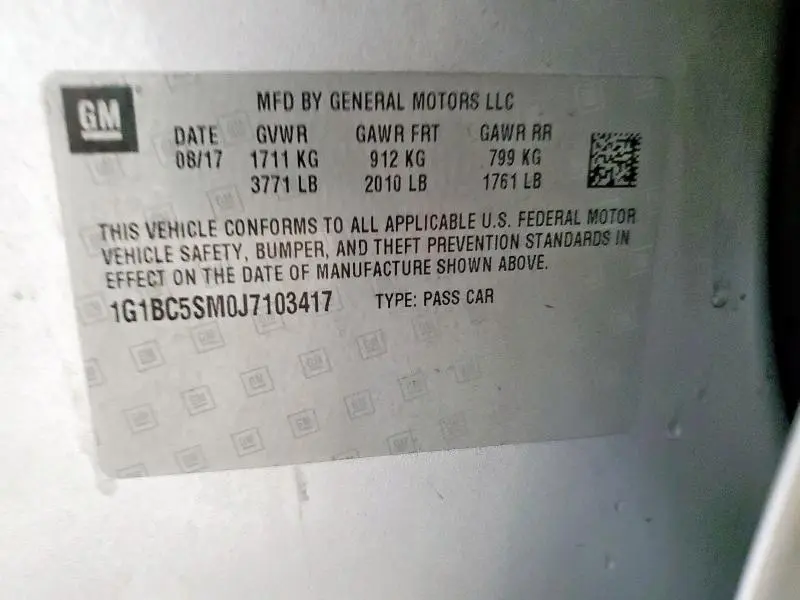 GM
MFD BY GENERAL MOTORS LLC
DATE GVWR GAWR FRT GAWR RR
08/17 1711 KG 912 KG 799 KG
3771 LB 2010 LB 1761 LB
THIS VEHICLE CONFORMS TO ALL APPLICABLE U.S. FEDERAL MOTOR
VEHICLE SAFETY, BUMPER, AND THEFT PREVENTION STANDARDS IN
EFFECT ON THE DATE OF MANUFACTURE SHOWN ABOVE.
1G1BC5SM0J7103417 TYPE: PASS CAR